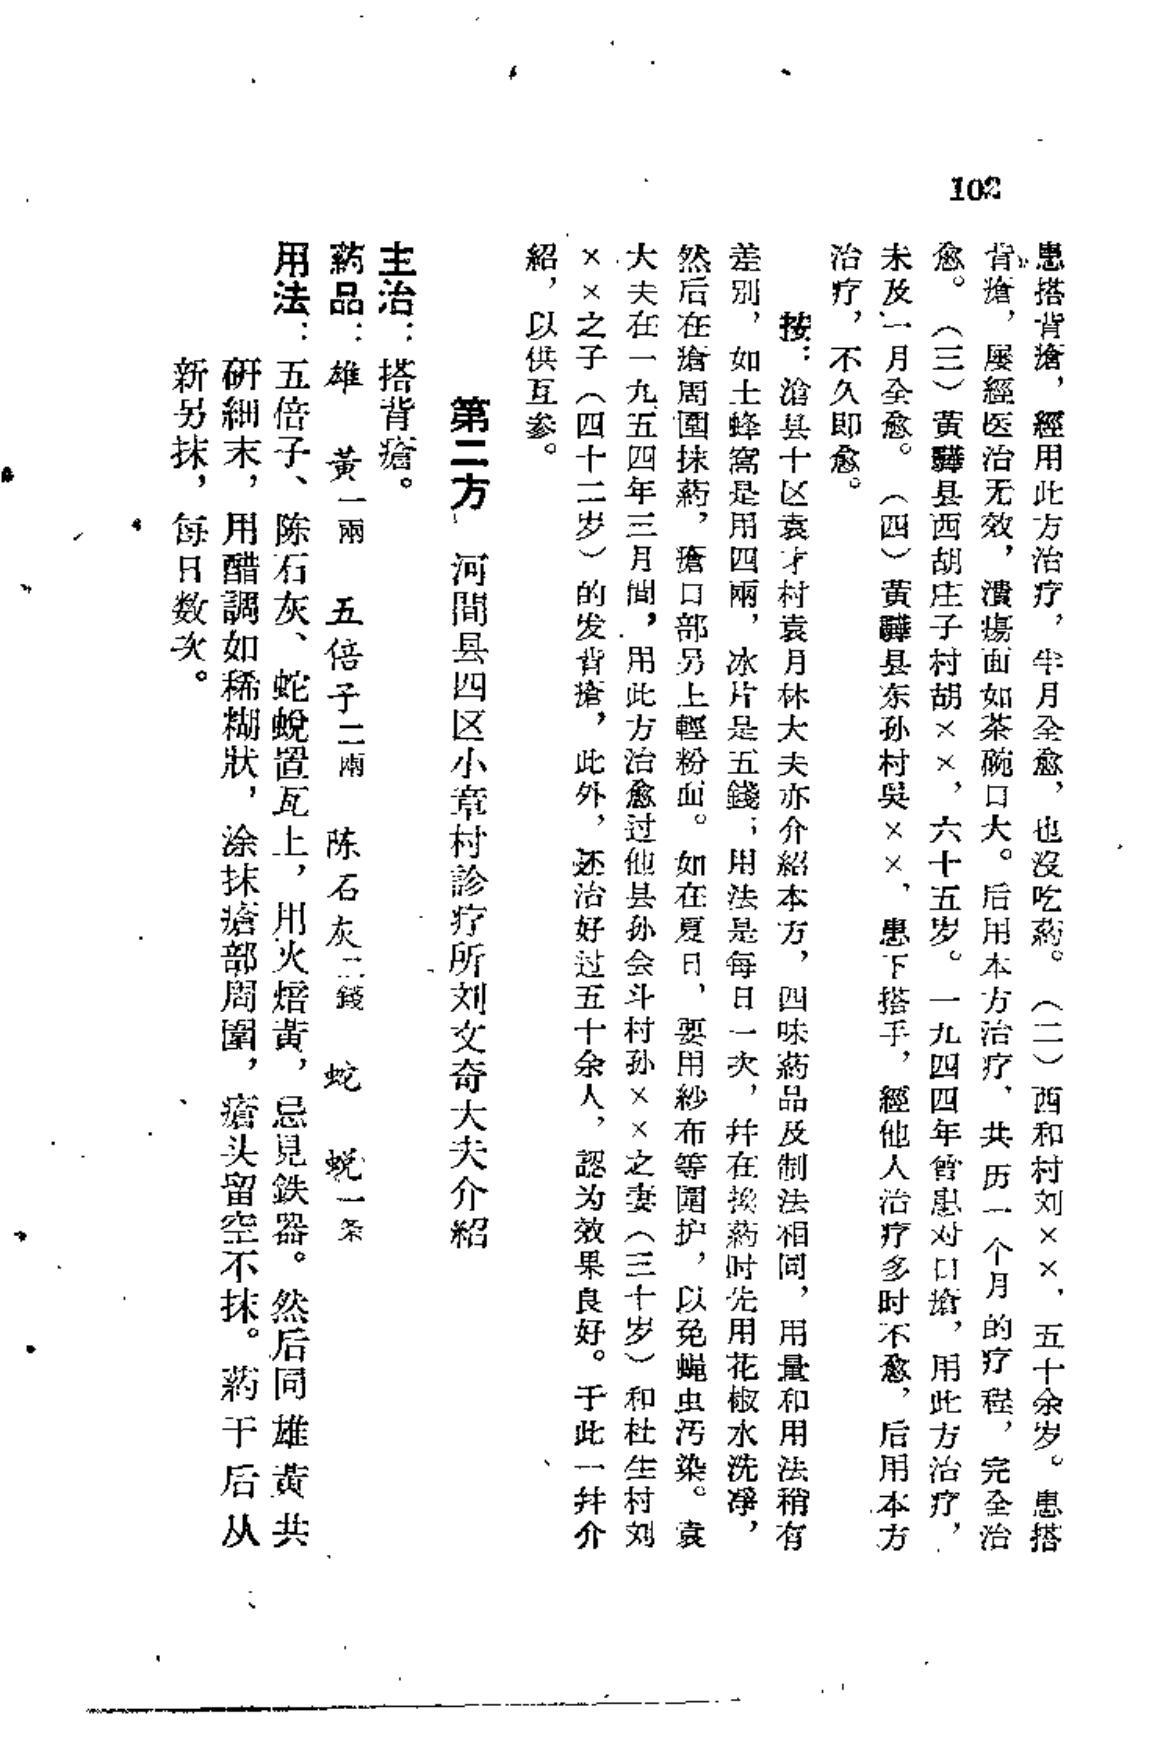 102
患搭背瘡，經用此方治疗，半月全愈，也沒吃葯。（二）西和村刘××，五十余岁。患搭
背瘡，屡經医治无效，潰瘍面如茶碗口大。后用本方治疗，共历一个月的疗程，完全治
愈。（三）黃驊县西胡庄子村胡××，六十五岁。一九四四年曾患对口瘡，用此方治疗，
未及一月全愈。（四）黃驊县东孙村吳××，患下搭手，經他人治疗多时不愈，后用本方
治疗，不久即愈。
按：滄县十区袁才村袁月林大夫亦介紹本方，四味葯品及制法相同，用量和用法稍有
差别，如土蜂窩是用四兩，冰片是五錢；用法是每日一次，幷在換葯时先用花椒水洗凈，
然后在瘡周圍抹葯，瘡口部另上輕粉面。如在夏日，要用紗布等圍护，以免蝇虫汚染。袁
大夫在一九五四年三月間，用此方治愈过他县孙会斗村孙××之妻（三十岁）和杜生村刘
××之子（四十二岁）的发背瘡，此外，还治好过五十余人，認为效果良好。于此一幷介
紹，以供互參。
第二方　河間县四区小章村診疗所刘文奇大夫介紹
主治：搭背瘡。
葯品：雄　黃一兩　五倍子二兩　陈石灰二錢　蛇　蛻一条
用法：五倍子、陈石灰、蛇蛻置瓦上，用火焙黃，忌見鉄器。然后同雄黃共
研細末，用醋調如稀糊狀，涂抹瘡部周圍，瘡头留空不抹。葯干后从
新另抹，每日数次。